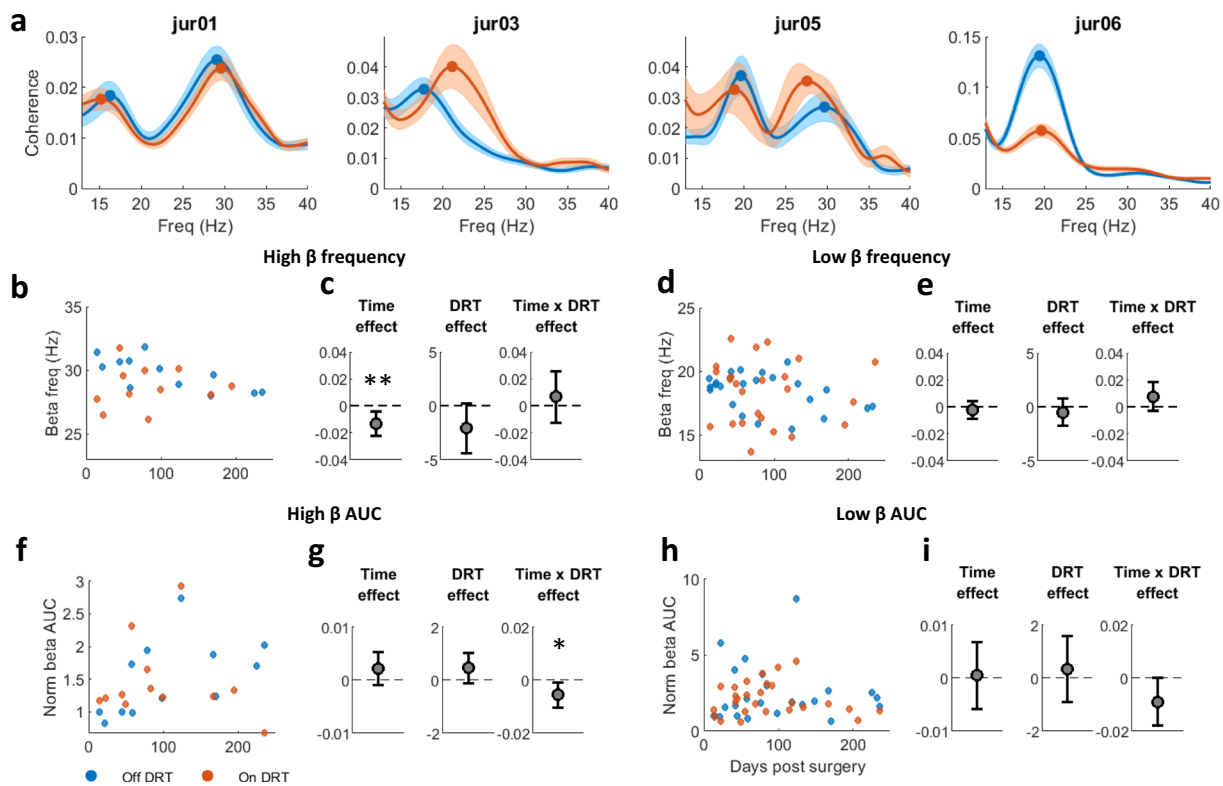 a
jur01
jur03
jur05
jur06
0.03
0.02
0.01
0
Coherence
15 20 25 30 35 40
Freq (Hz)
0.04
0.03
0.02
0.01
0
15 20 25 30 35 40
Freq (Hz)
0.04
0.03
0.02
0.01
0
15 20 25 30 35 40
Freq (Hz)
0.15
0.10
0.05
0
15 20 25 30 35 40
Freq (Hz)
High β frequency
Low β frequency
b
35
30
25
Beta freq (Hz)
0 100 200
c
Time effect
DRT effect
Time x DRT effect
0.04
0.02
0
-0.02
-0.04
**
5
0
-5
0.04
0.02
0
-0.02
-0.04
d
25
20
15
Beta freq (Hz)
0 100 200
e
Time effect
DRT effect
Time x DRT effect
0.04
0.02
0
-0.02
-0.04
5
0
-5
0.04
0.02
0
-0.02
-0.04
High β AUC
Low β AUC
f
3
2.5
2
1.5
1
Norm beta AUC
0 100 200
Off DRT
On DRT
g
Time effect
DRT effect
Time x DRT effect
0.01
0
-0.01
2
0
-2
0.02
0
-0.02
*
h
10
5
0
Norm beta AUC
0 100 200
Days post surgery
i
Time effect
DRT effect
Time x DRT effect
0.01
0
-0.01
2
0
-2
0.02
0
-0.02